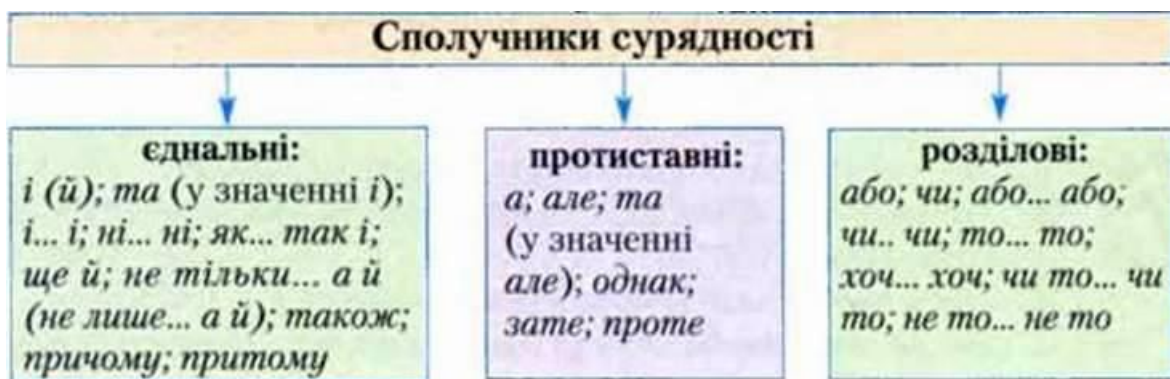 Сполучники сурядності
єднальні:
і (й); та (у значенні і);
і... і; ні... ні; як... так і;
ще й; не тільки... а й
(не лише... а й); також;
причому; притому
протиставні:
а; але; та
(у значенні
але); однак;
зате; проте
розділові:
або; чи; або... або;
чи.. чи; то... то;
хоч... хоч; чи то... чи
то; не то... не то